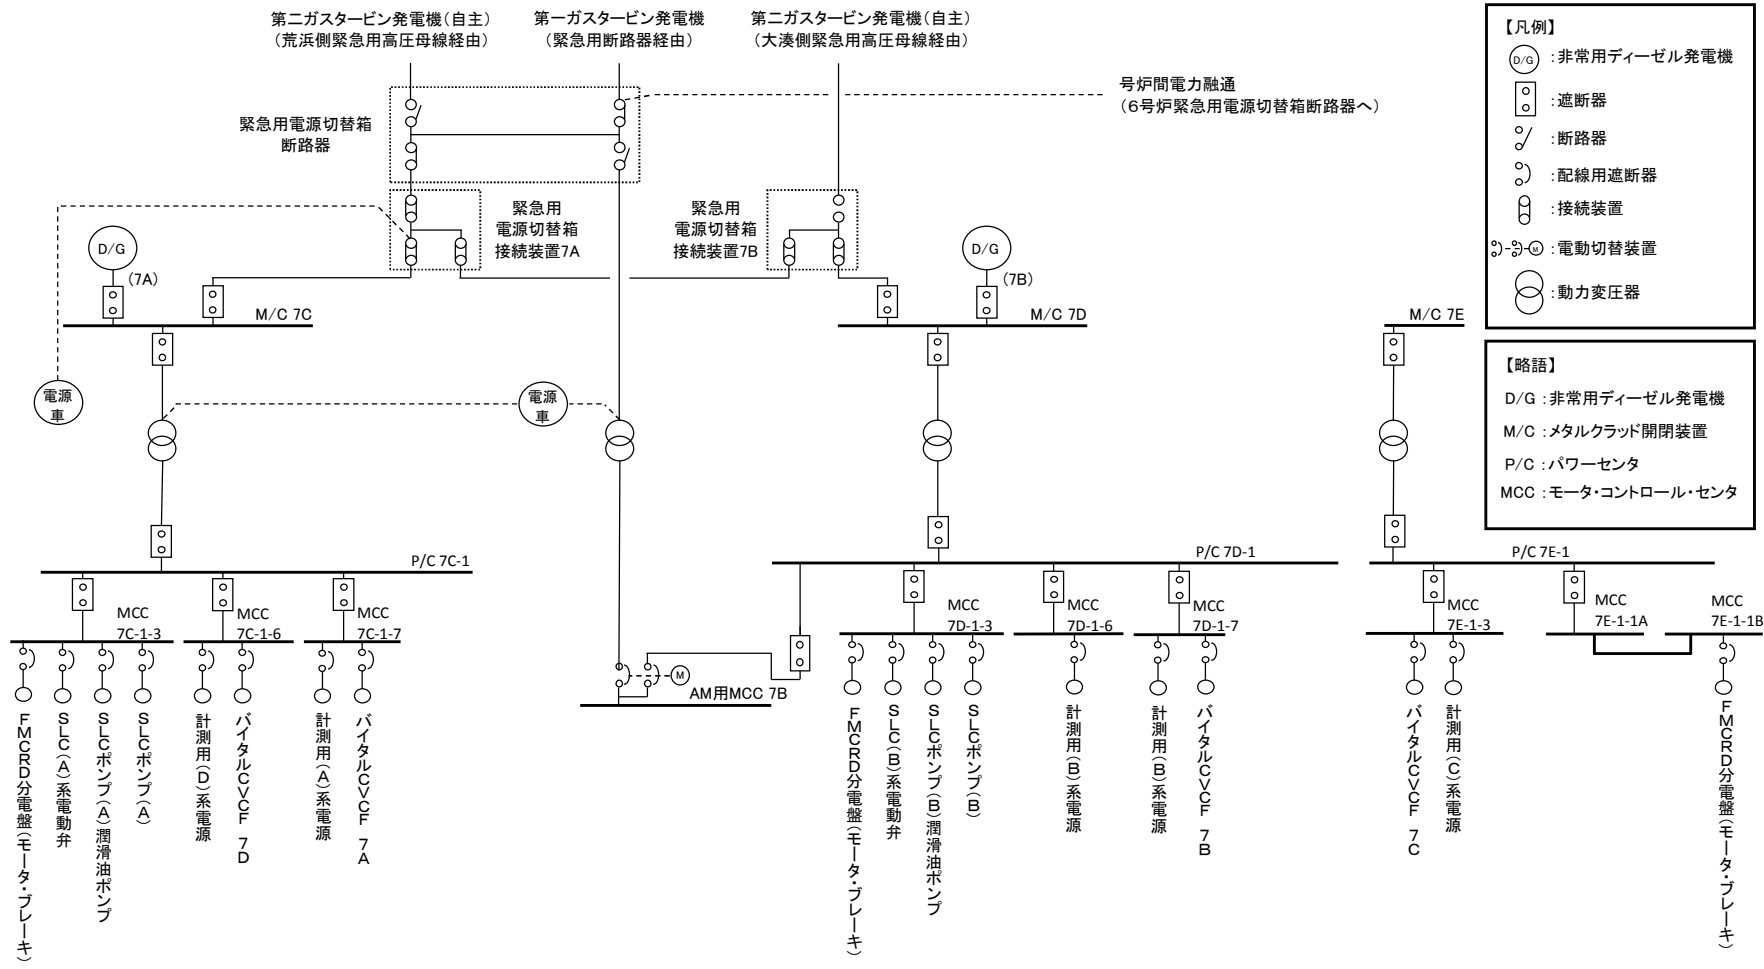 第二ガスタービン発電機(自主)
(荒浜側緊急用高圧母線経由)
第一ガスタービン発電機
(緊急用断路器経由)
第二ガスタービン発電機(自主)
(大湊側緊急用高圧母線経由)
号炉間電力融通
(6号炉緊急用電源切替箱断路器へ)
緊急用電源切替箱
断路器
緊急用
電源切替箱
接続装置7A
緊急用
電源切替箱
接続装置7B
D/G
(7A)
D/G
(7B)
M/C 7C
M/C 7D
M/C 7E
電源
車
電源
車
P/C 7C-1
P/C 7D-1
P/C 7E-1
MCC
7C-1-3
MCC
7C-1-6
MCC
7C-1-7
MCC
7D-1-3
MCC
7D-1-6
MCC
7D-1-7
MCC
7E-1-3
MCC
7E-1-1A
MCC
7E-1-1B
M
AM用MCC 7B
FMCRD分電盤(モータ・ブレーキ)
SLC(A)系電動弁
SLCポンプ(A)潤滑油ポンプ
SLCポンプ(A)
計測用(D)系電源
バイタルCVCF 7D
計測用(A)系電源
バイタルCVCF 7A
FMCRD分電盤(モータ・ブレーキ)
SLC(B)系電動弁
SLCポンプ(B)潤滑油ポンプ
SLCポンプ(B)
計測用(B)系電源
計測用(B)系電源
バイタルCVCF 7B
バイタルCVCF 7C
計測用(C)系電源
FMCRD分電盤(モータ・ブレーキ)
【凡例】
D/G :非常用ディーゼル発電機
:遮断器
:断路器
:配線用遮断器
:接続装置
M :電動切替装置
:動力変圧器
【略語】
D/G :非常用ディーゼル発電機
M/C :メタルクラッド開閉装置
P/C :パワーセンタ
MCC :モータ・コントロール・センタ